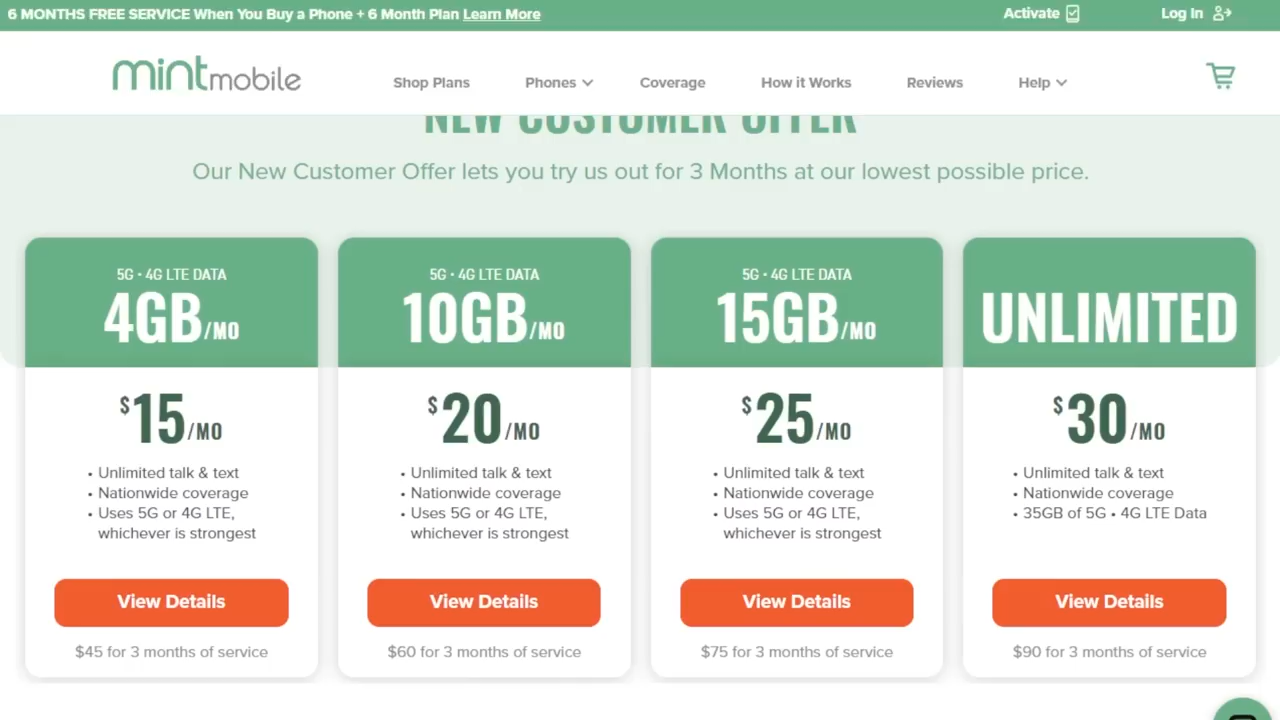 6 MONTHS FREE SERVICE When You Buy a Phone + 6 Month Plan Learn More
Activate
Log In
mintmobile
Shop Plans
Phones
Coverage
How it Works
Reviews
Help
NEW CUSTOMER OFFER
Our New Customer Offer lets you try us out for 3 Months at our lowest possible price.
5G • 4G LTE DATA
4GB/MO
$15/MO
• Unlimited talk & text
• Nationwide coverage
• Uses 5G or 4G LTE,
whichever is strongest
View Details
$45 for 3 months of service
5G • 4G LTE DATA
10GB/MO
$20/MO
• Unlimited talk & text
• Nationwide coverage
• Uses 5G or 4G LTE,
whichever is strongest
View Details
$60 for 3 months of service
5G • 4G LTE DATA
15GB/MO
$25/MO
• Unlimited talk & text
• Nationwide coverage
• Uses 5G or 4G LTE,
whichever is strongest
View Details
$75 for 3 months of service
UNLIMITED
$30/MO
• Unlimited talk & text
• Nationwide coverage
• 35GB of 5G • 4G LTE Data
View Details
$90 for 3 months of service